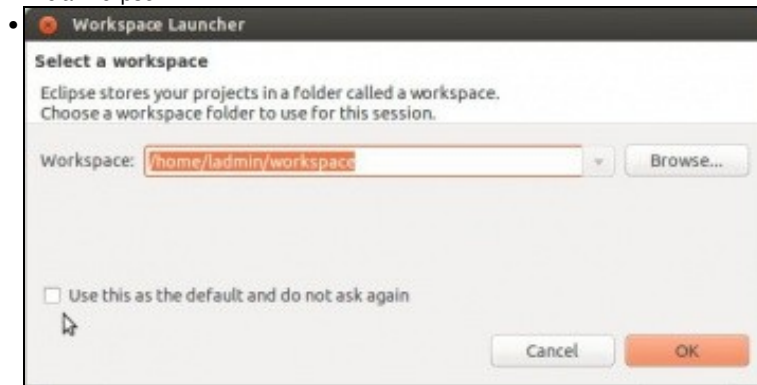 Workspace Launcher
Select a workspace
Eclipse stores your projects in a folder called a workspace.
Choose a workspace folder to use for this session.
Workspace: /home/ladmin/workspace Browse...
Use this as the default and do not ask again
Cancel OK